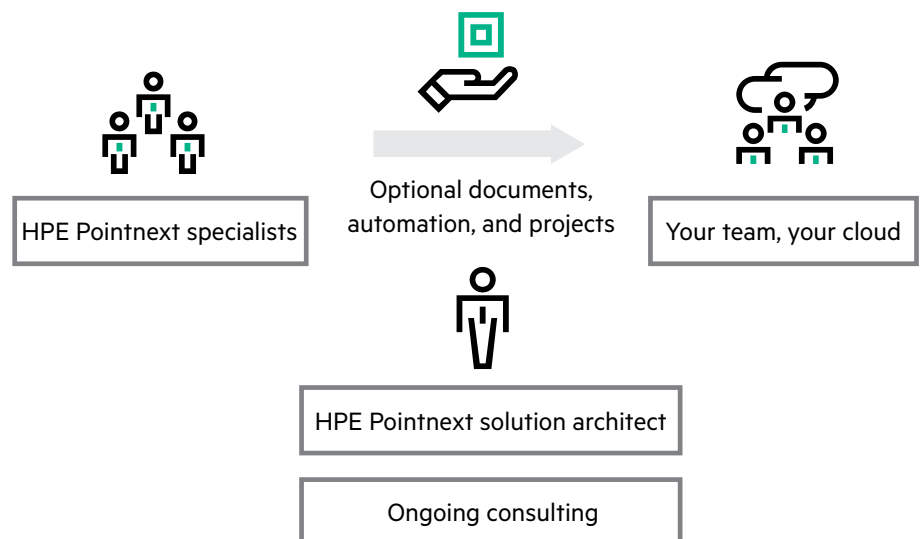 HPE Pointnext specialists
Optional documents,
automation, and projects
Your team, your cloud
HPE Pointnext solution architect
Ongoing consulting